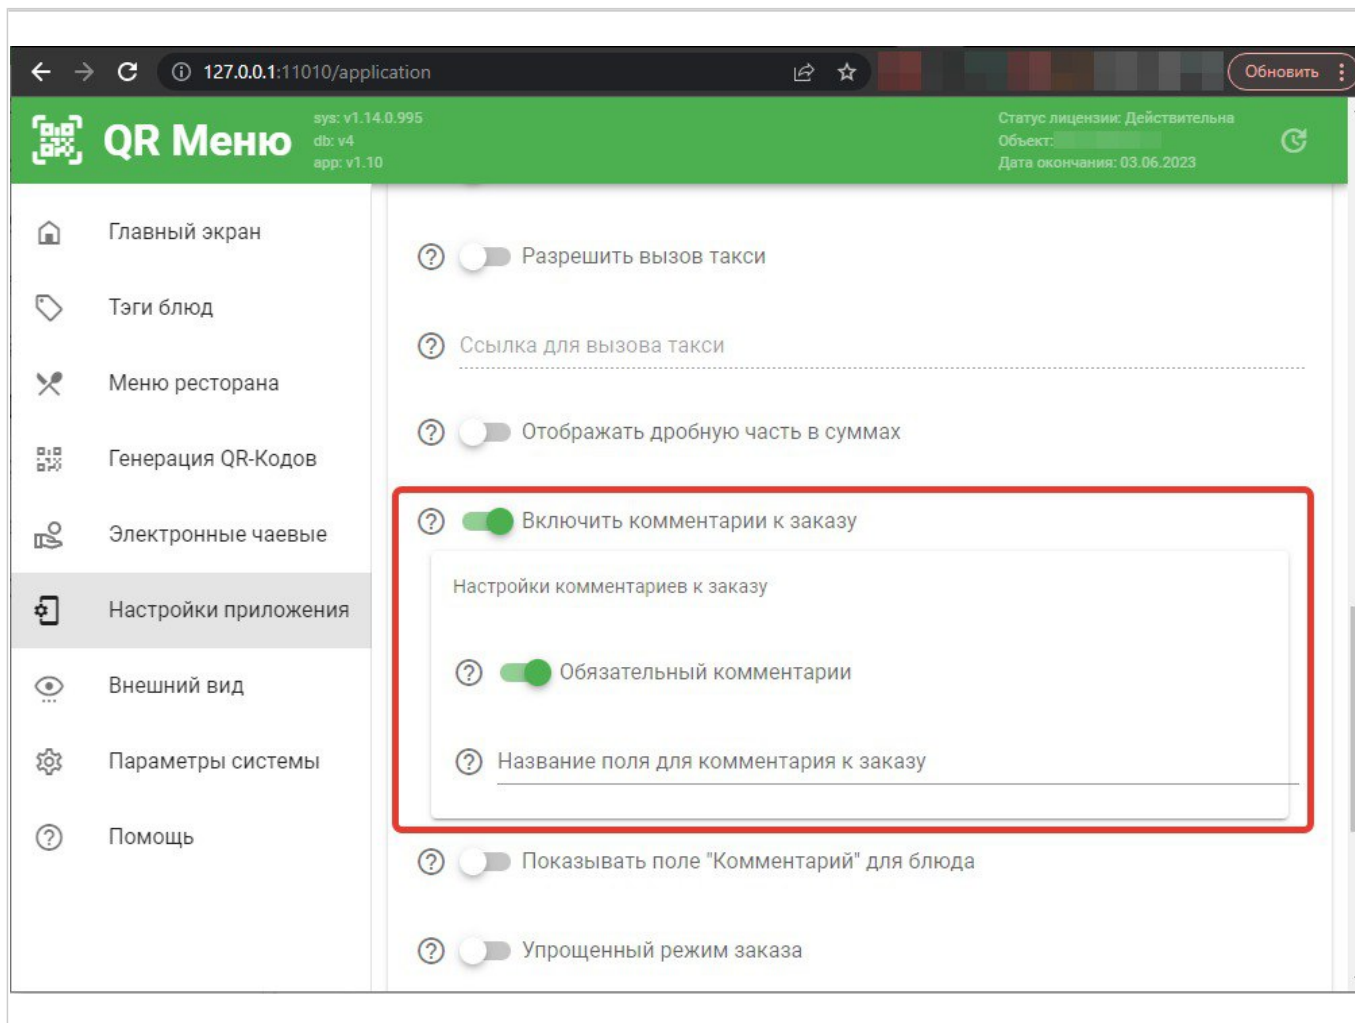 127.0.0.1:11010/application
Обновить
QR Меню
sys: v1.14.0.995
db: v4
app: v1.10
Статус лицензии: Действительна
Объект:
Дата окончания: 03.06.2023
Главный экран
Тэги блюд
Меню ресторана
Генерация QR-Кодов
Электронные чаевые
Настройки приложения
Внешний вид
Параметры системы
Помощь
Разрешить вызов такси
Ссылка для вызова такси
Отображать дробную часть в суммах
Включить комментарии к заказу
Настройки комментариев к заказу
Обязательный комментарии
Название поля для комментария к заказу
Показывать поле "Комментарий" для блюда
Упрощенный режим заказа